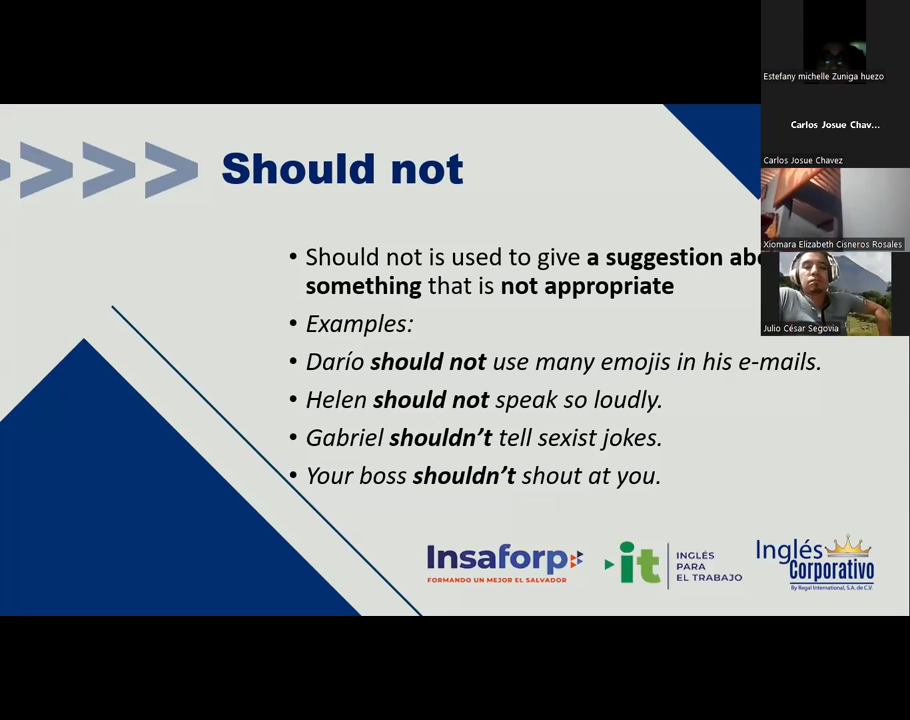 Estefany michelle Zuniga huezo
Carlos Josue Chav...
Carlos Josue Chavez
Xiomara Elizabeth Cisneros Rosales
Julio César Segovia
Should not
• Should not is used to give a suggestion abo
something that is not appropriate
• Examples:
• Darío should not use many emojis in his e-mails.
• Helen should not speak so loudly.
• Gabriel shouldn't tell sexist jokes.
• Your boss shouldn't shout at you.
Insaforp
FORMANDO UN MEJOR EL SALVADOR
it
INGLÉS
PARA
EL TRABAJO
Inglés
Corporativo
By Regal International, S.A. de C.V.